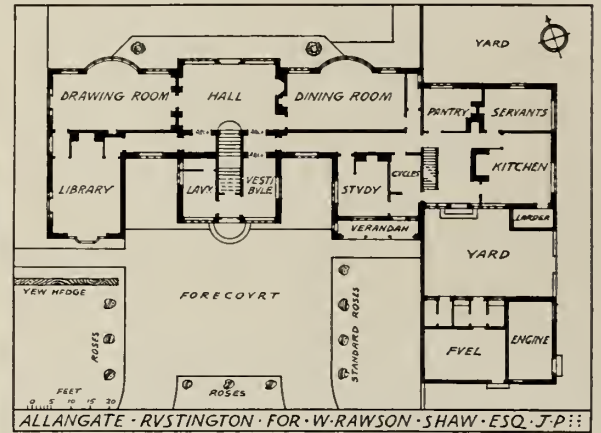 YARD
DRAWING ROOM
HALL
DINING ROOM
PANTRY
SERVANTS
LIBRARY
LAVY
VESTI
BVLE
STVDY
CYCLES
KITCHEN
LARDER
VERANDAH
YARD
YEW HEDGE
FORECOVRT
ROSES
STANDARD ROSES
FVEL
ENGINE
ROSES
FEET
0 5 10 15 20
ALLANGATE · RVSTINGTON · FOR · W · RAWSON · SHAW · ESQ · J · P